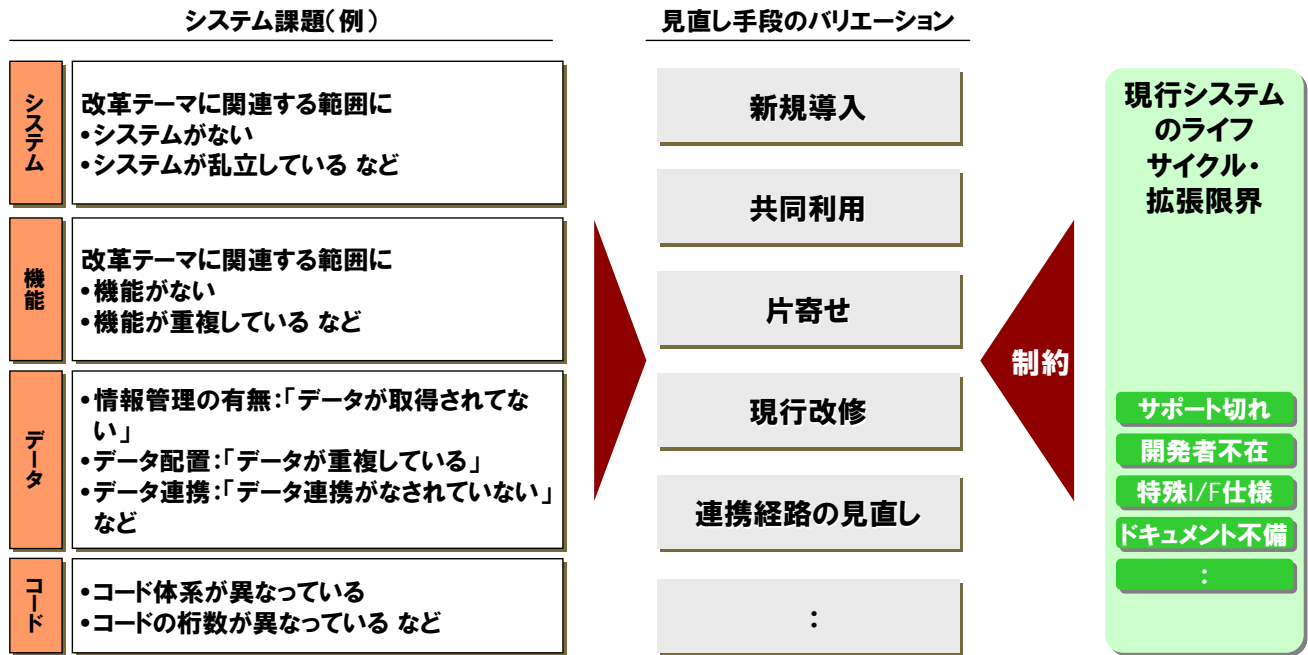 システム課題(例)
見直し手段のバリエーション
システム
改革テーマに関連する範囲に
•システムがない
•システムが乱立している など
機能
改革テーマに関連する範囲に
•機能がない
•機能が重複している など
データ
•情報管理の有無:「データが取得されてな
い」
•データ配置:「データが重複している」
•データ連携:「データ連携がなされていない」
など
コード
•コード体系が異なっている
•コードの桁数が異なっている など
新規導入
共同利用
片寄せ
現行改修
連携経路の見直し
:
制約
現行システム
のライフ
サイクル・
拡張限界
サポート切れ
開発者不在
特殊I/F仕様
ドキュメント不備
: